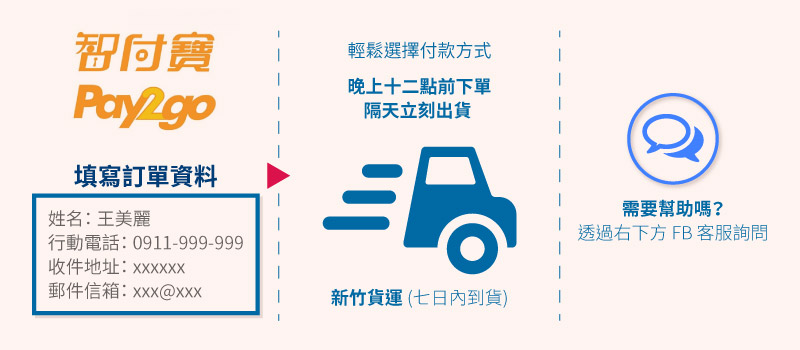 智付寶
Pay2go
填寫訂單資料
姓名：王美麗
行動電話：0911-999-999
收件地址：xxxxxx
郵件信箱：xxx@xxx
輕鬆選擇付款方式
晚上十二點前下單
隔天立刻出貨
新竹貨運 (七日內到貨)
需要幫助嗎？
透過右下方 FB 客服詢問